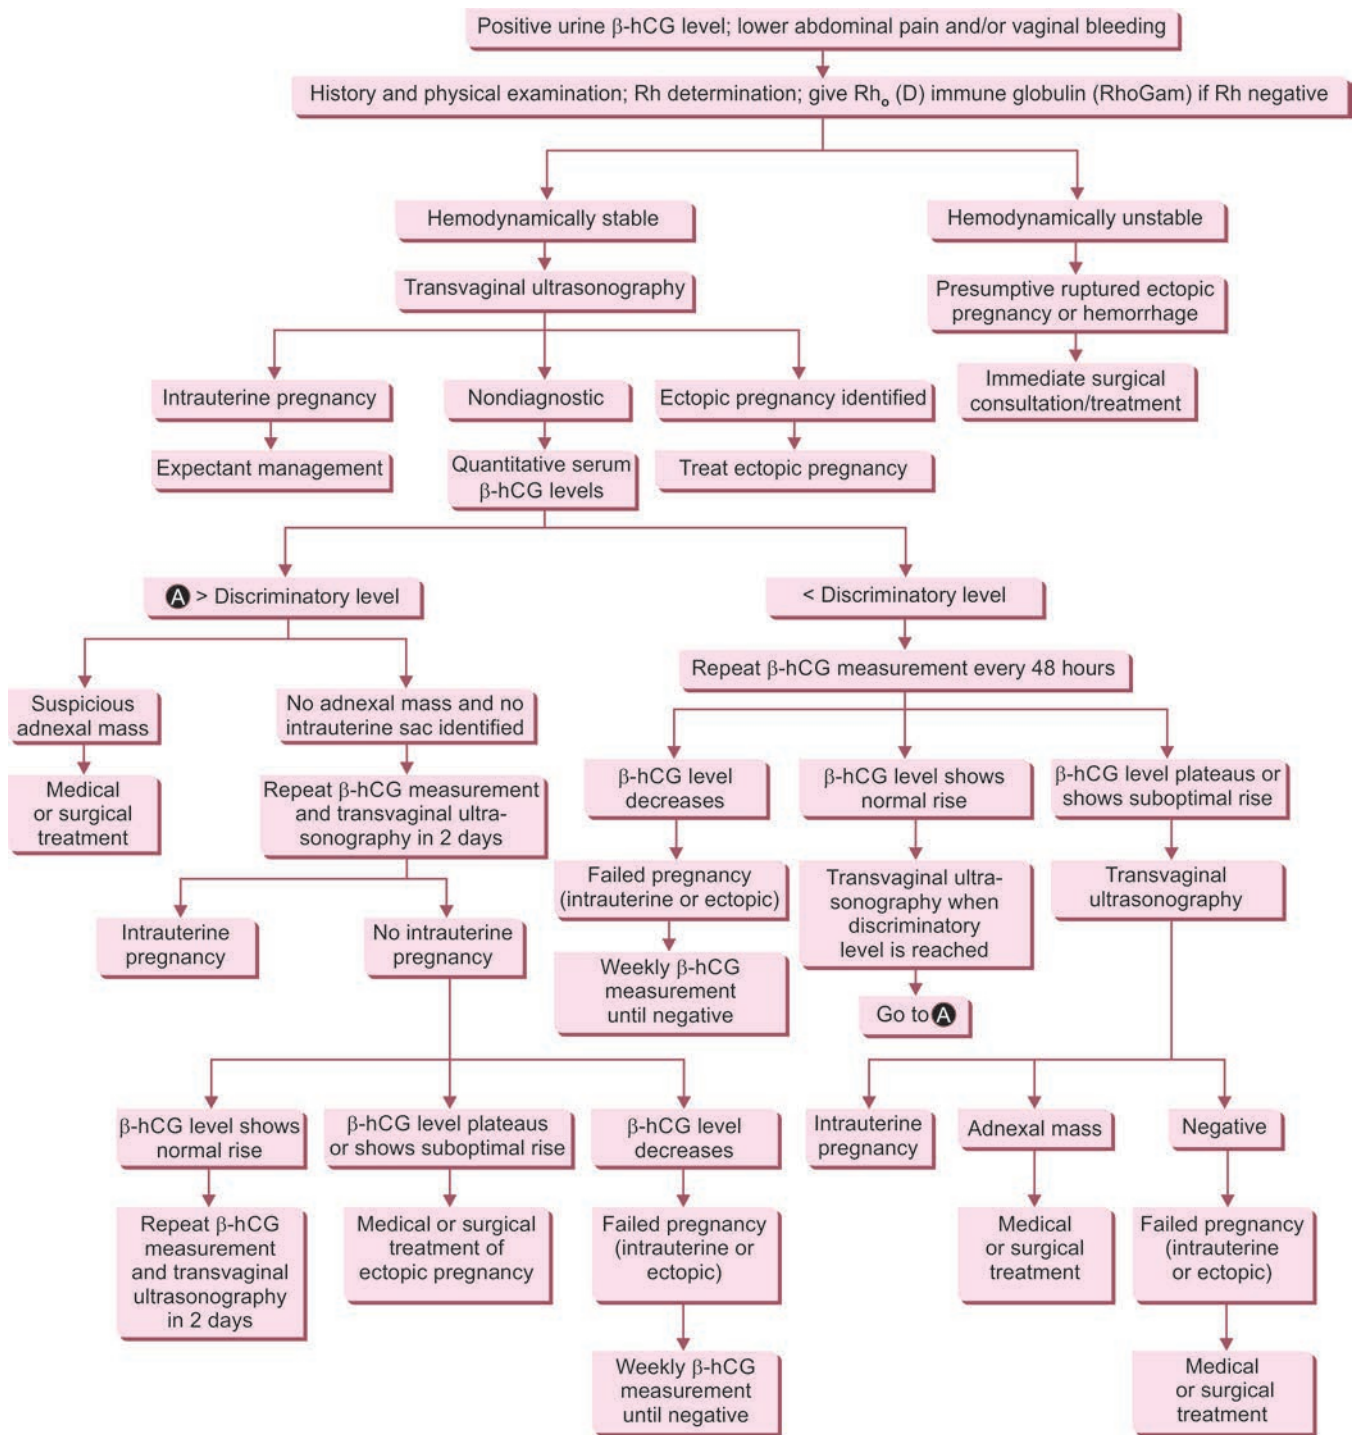 Positive urine β-hCG level; lower abdominal pain and/or vaginal bleeding
History and physical examination; Rh determination; give Rhₒ (D) immune globulin (RhoGam) if Rh negative
Hemodynamically stable
Hemodynamically unstable
Transvaginal ultrasonography
Presumptive ruptured ectopic
pregnancy or hemorrhage
Immediate surgical
consultation/treatment
Intrauterine pregnancy
Nondiagnostic
Ectopic pregnancy identified
Expectant management
Quantitative serum
β-hCG levels
Treat ectopic pregnancy
A > Discriminatory level
< Discriminatory level
Repeat β-hCG measurement every 48 hours
Suspicious
adnexal mass
No adnexal mass and no
intrauterine sac identified
Medical
or surgical
treatment
Repeat β-hCG measurement
and transvaginal ultra-
sonography in 2 days
β-hCG level
decreases
β-hCG level shows
normal rise
β-hCG level plateaus or
shows suboptimal rise
Failed pregnancy
(intrauterine or ectopic)
Transvaginal ultra-
sonography when
discriminatory
level is reached
Transvaginal
ultrasonography
Intrauterine
pregnancy
No intrauterine
pregnancy
Weekly β-hCG
measurement
until negative
Go to A
β-hCG level shows
normal rise
β-hCG level plateaus
or shows suboptimal rise
β-hCG level
decreases
Intrauterine
pregnancy
Adnexal mass
Negative
Repeat β-hCG
measurement
and transvaginal
ultrasonography
in 2 days
Medical or surgical
treatment of
ectopic pregnancy
Failed pregnancy
(intrauterine or
ectopic)
Medical
or surgical
treatment
Failed pregnancy
(intrauterine
or ectopic)
Weekly β-hCG
measurement
until negative
Medical
or surgical
treatment